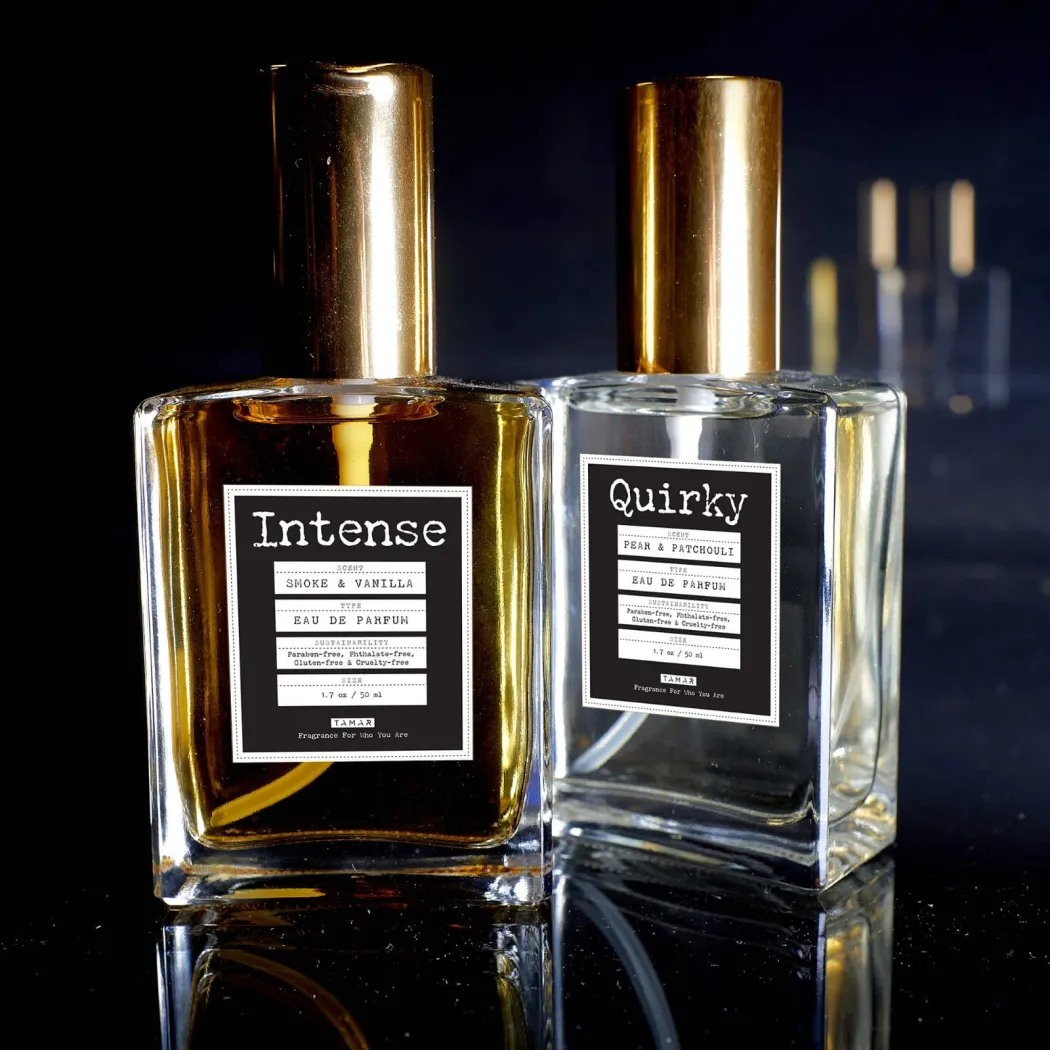 Intense
SCENT
SMOKE & VANILLA
TYPE
EAU DE PARFUM
SUSTAINABILITY
Paraben-free, Phthalate-free,
Gluten-free & Cruelty-free
SIZE
1.7 oz / 50 ml
TAMAR
Fragrance For Who You Are
Quirky
SCENT
PEAR & PATCHOULI
TYPE
EAU DE PARFUM
SUSTAINABILITY
Paraben-free, Phthalate-free,
Gluten-free & Cruelty-free
SIZE
1.7 oz / 50 ml
TAMAR
Fragrance For Who You Are